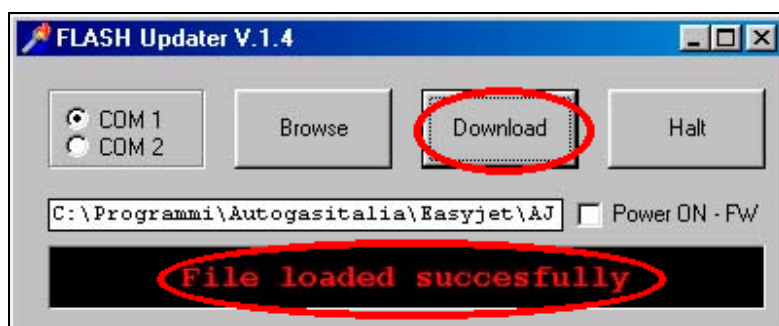 FLASH Updater V.1.4
COM 1
COM 2
Browse
Download
Halt
C:\Programmi\Autogasitalia\Easyjet\AJ
Power ON - FW
File loaded succesfully